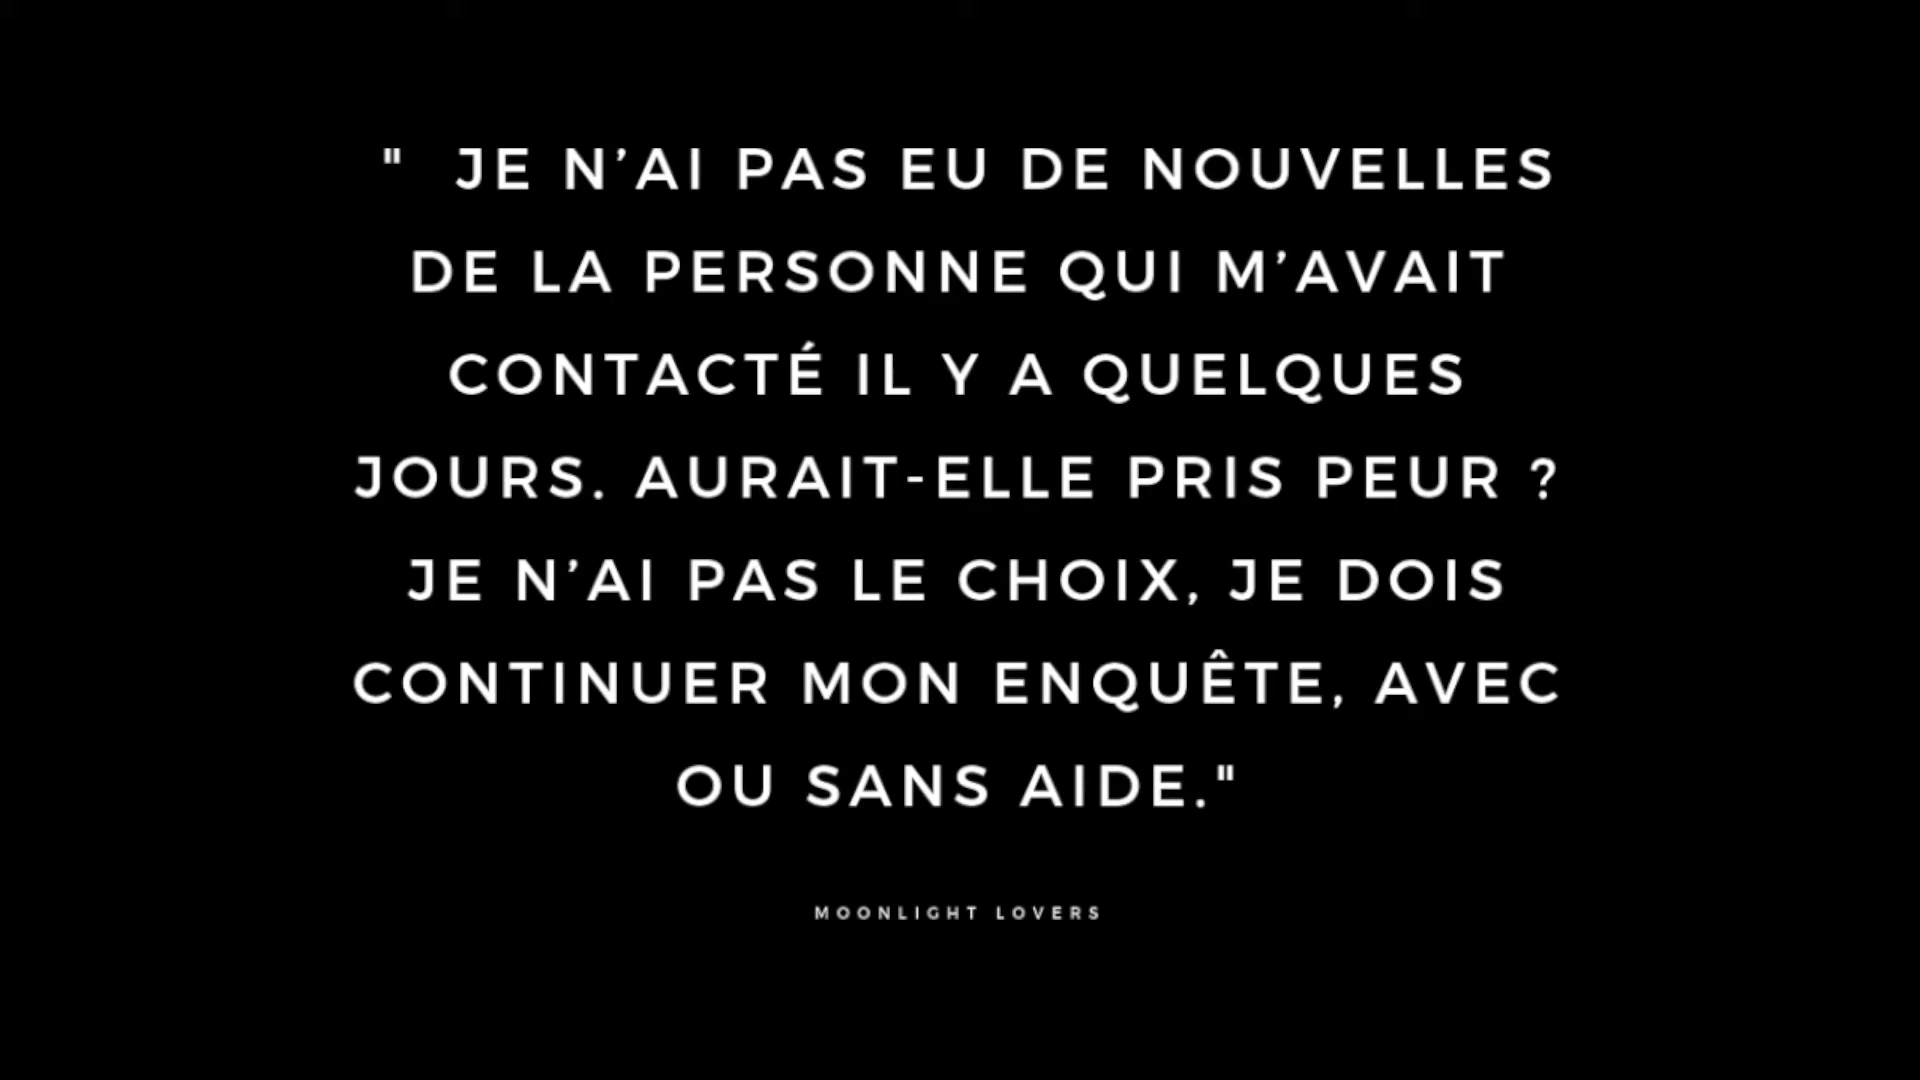 " JE N’AI PAS EU DE NOUVELLES
DE LA PERSONNE QUI M’AVAIT
CONTACTÉ IL Y A QUELQUES
JOURS. AURAIT-ELLE PRIS PEUR ?
JE N’AI PAS LE CHOIX, JE DOIS
CONTINUER MON ENQUÊTE, AVEC
OU SANS AIDE."
MOONLIGHT LOVERS